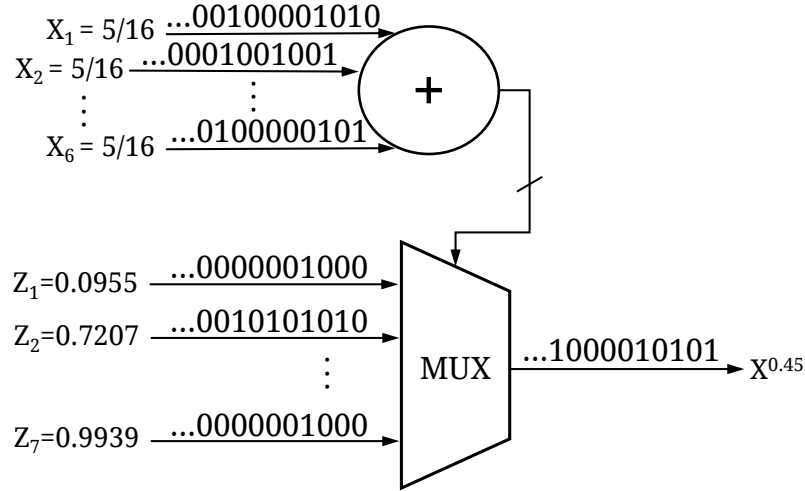 X₁ = 5/16 ...00100001010
X₂ = 5/16 ...0001001001
X₆ = 5/16 ...0100000101
+
Z₁=0.0955 ...0000001000
Z₂=0.7207 ...0010101010
Z₇=0.9939 ...0000001000
MUX
...1000010101 X⁰·⁴⁵